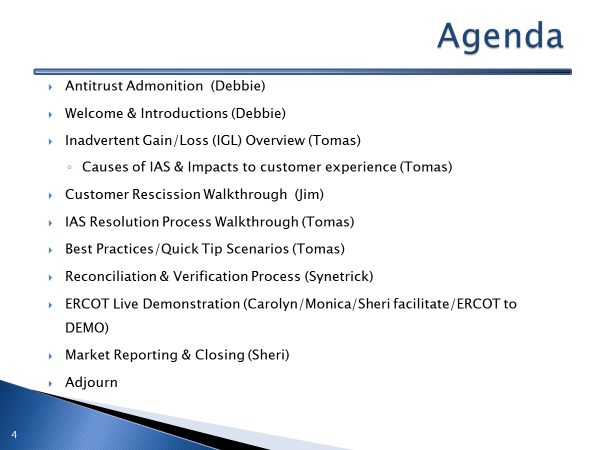 Agenda
Antitrust Admonition (Debbie)
Welcome & Introductions (Debbie)
Inadvertent Gain/Loss (IGL) Overview (Tomas)
Causes of IAS & Impacts to customer experience (Tomas)
Customer Rescission Walkthrough (Jim)
IAS Resolution Process Walkthrough (Tomas)
Best Practices/Quick Tip Scenarios (Tomas)
Reconciliation & Verification Process (Synetrick)
ERCOT Live Demonstration (Carolyn/Monica/Sheri facilitate/ERCOT to
DEMO)
Market Reporting & Closing (Sheri)
Adjourn
4